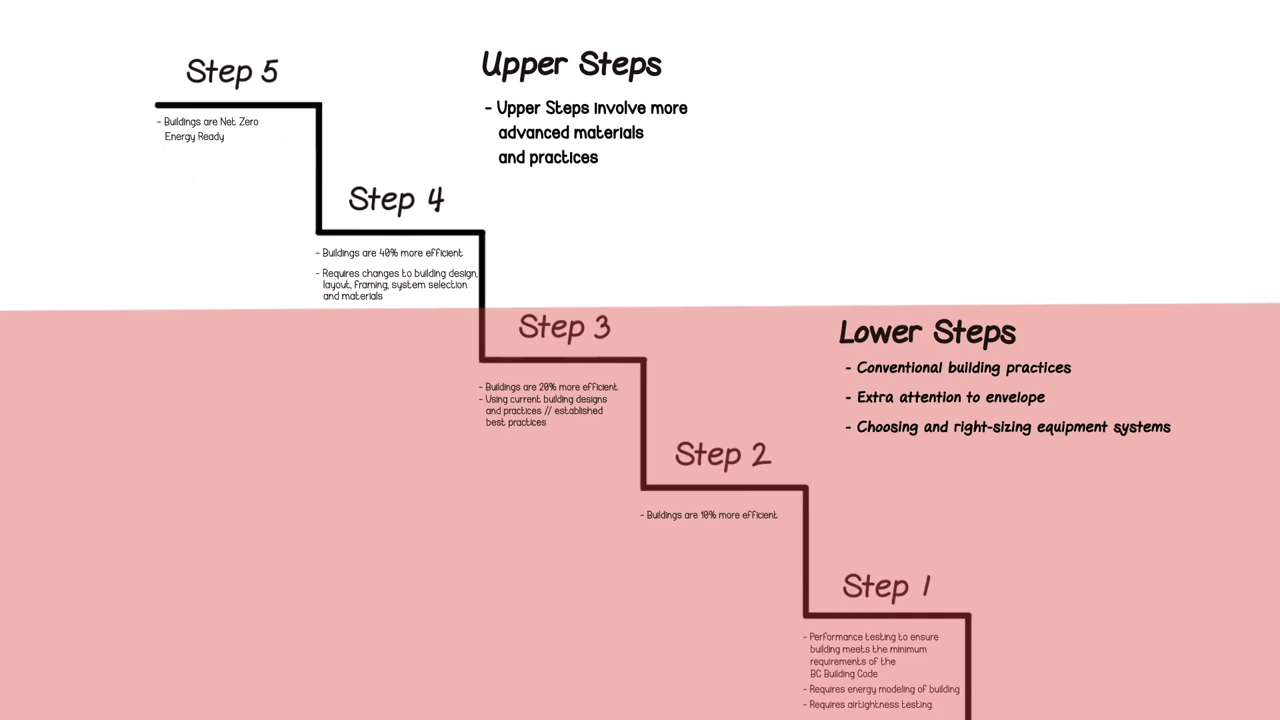 Step 5
- Buildings are Net Zero
Energy Ready
Upper Steps
- Upper Steps involve more
advanced materials
and practices
Step 4
- Buildings are 40% more efficient
- Requires changes to building design,
layout, framing, system selection
and materials
Step 3
- Buildings are 20% more efficient
- Using current building designs
and practices // established
best practices
Lower Steps
- Conventional building practices
- Extra attention to envelope
- Choosing and right-sizing equipment systems
Step 2
- Buildings are 10% more efficient
Step 1
- Performance testing to ensure
building meets the minimum
requirements of the
BC Building Code
- Requires energy modeling of building
- Requires airtightness testing